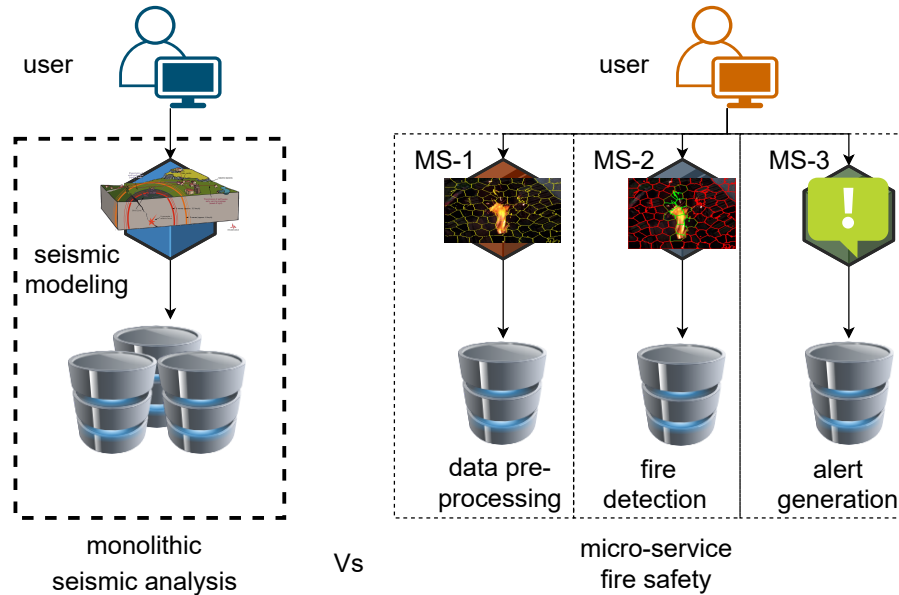 user
seismic
modeling
monolithic
seismic analysis
Vs
user
MS-1
MS-2
MS-3
!
data pre-
processing
fire
detection
alert
generation
micro-service
fire safety